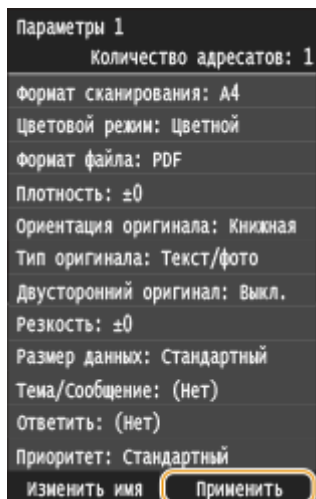 Параметры 1
Количество адресатов: 1
Формат сканирования: A4
Цветовой режим: Цветной
Формат файла: PDF
Плотность: ±0
Ориентация оригинала: Книжная
Тип оригинала: Текст/фото
Двусторонний оригинал: Выкл.
Резкость: ±0
Размер данных: Стандартный
Тема/Сообщение: (Нет)
Ответить: (Нет)
Приоритет: Стандартный
Изменить имя Применить